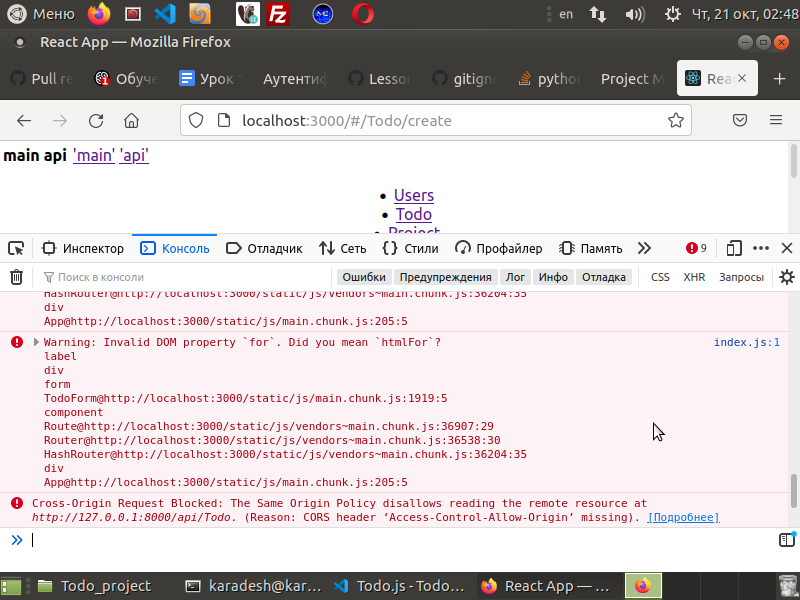 Меню
en
Чт, 21 окт, 02:48
React App — Mozilla Firefox
Pull re
Обуче
Урок 1
Аутентиф
Lesson
gitign
pytho
Project M
Rea
localhost:3000/#/Todo/create
main api 'main' 'api'
Users
Todo
Project
Инспектор
Консоль
Отладчик
Сеть
Стили
Профайлер
Память
9
Поиск в консоли
Ошибки
Предупреждения
Лог
Инфо
Отладка
CSS
XHR
Запросы
HashRouter@http://localhost:3000/static/js/vendors~main.chunk.js:36204:35
div
App@http://localhost:3000/static/js/main.chunk.js:205:5
Warning: Invalid DOM property `for`. Did you mean `htmlFor`?
index.js:1
label
div
form
TodoForm@http://localhost:3000/static/js/main.chunk.js:1919:5
component
Route@http://localhost:3000/static/js/vendors~main.chunk.js:36907:29
Router@http://localhost:3000/static/js/vendors~main.chunk.js:36538:30
HashRouter@http://localhost:3000/static/js/vendors~main.chunk.js:36204:35
div
App@http://localhost:3000/static/js/main.chunk.js:205:5
Cross-Origin Request Blocked: The Same Origin Policy disallows reading the remote resource at
http://127.0.0.1:8000/api/Todo. (Reason: CORS header ‘Access-Control-Allow-Origin’ missing). [Подробнее]
Todo_project
karadesh@kar...
Todo.js - Todo...
React App — ...